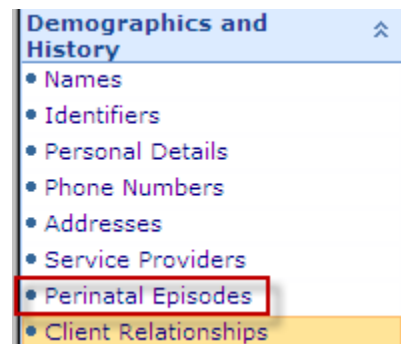 Demographics and
History
• Names
• Identifiers
• Personal Details
• Phone Numbers
• Addresses
• Service Providers
• Perinatal Episodes
• Client Relationships